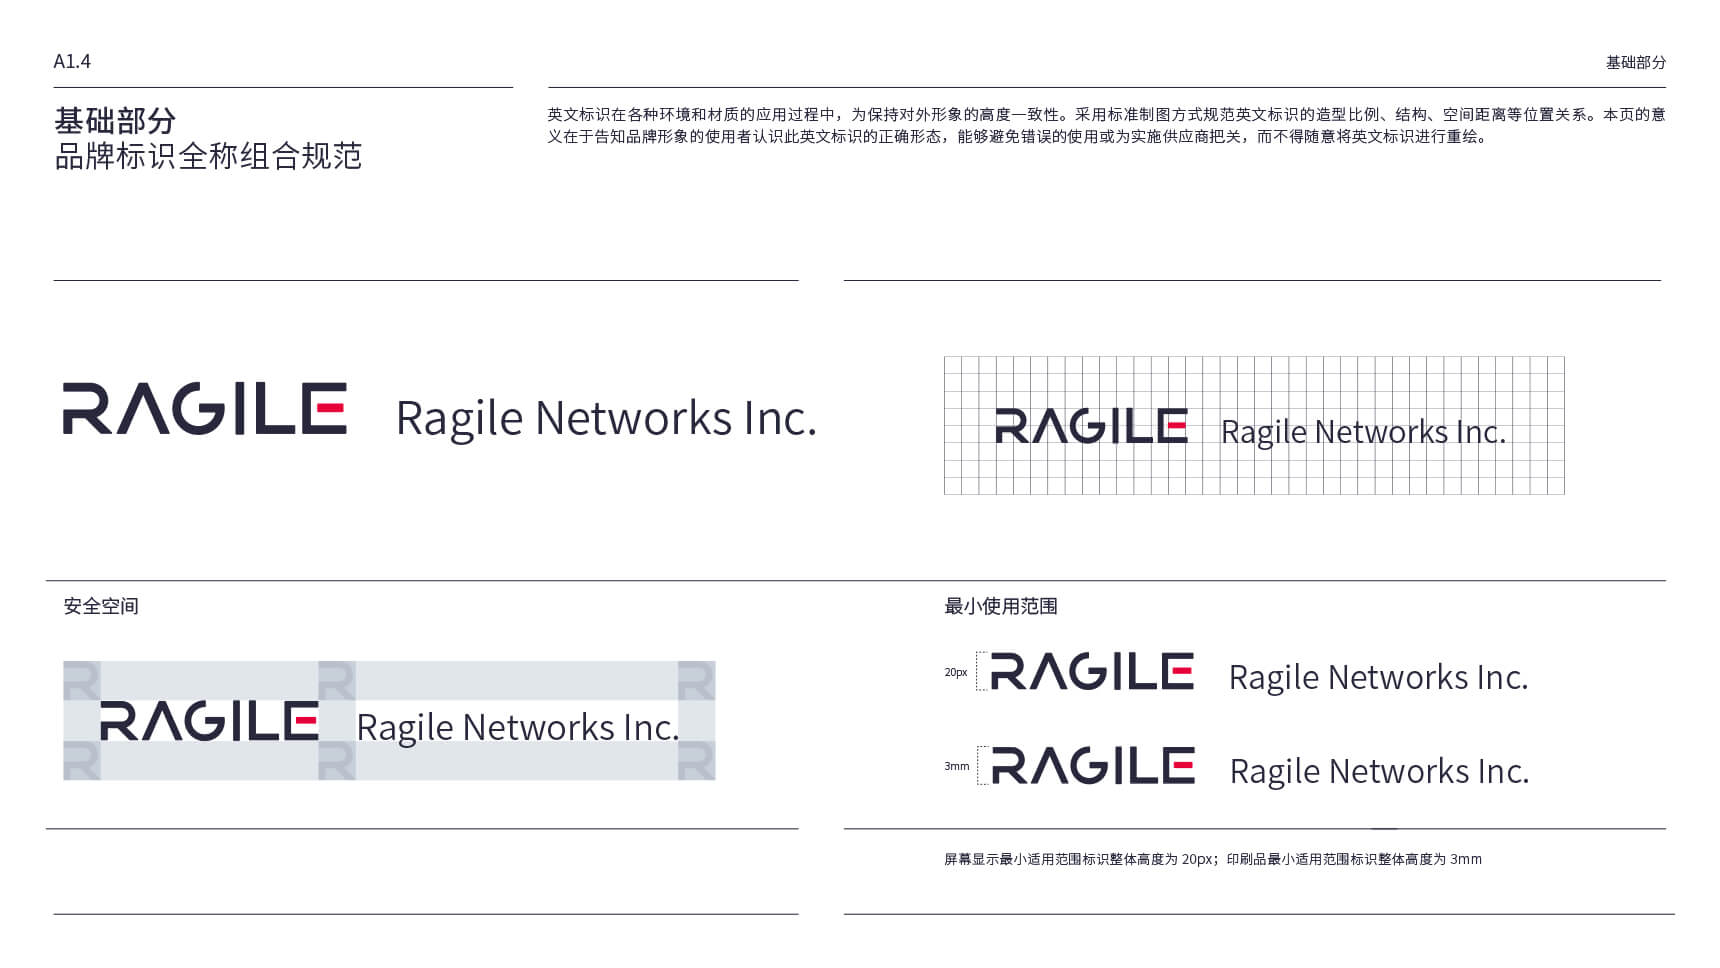 A1.4
基础部分
基础部分
品牌标识全称组合规范
英文标识在各种环境和材质的应用过程中，为保持对外形象的高度一致性。采用标准制图方式规范英文标识的造型比例、结构、空间距离等位置关系。本页的意
义在于告知品牌形象的使用者认识此英文标识的正确形态，能够避免错误的使用或为实施供应商把关，而不得随意将英文标识进行重绘。
RAGILE Ragile Networks Inc.
RAGILE Ragile Networks Inc.
安全空间
R R R
RAGILE Ragile Networks Inc.
R R R
最小使用范围
20px RAGILE Ragile Networks Inc.
3mm RAGILE Ragile Networks Inc.
屏幕显示最小适用范围标识整体高度为 20px；印刷品最小适用范围标识整体高度为 3mm